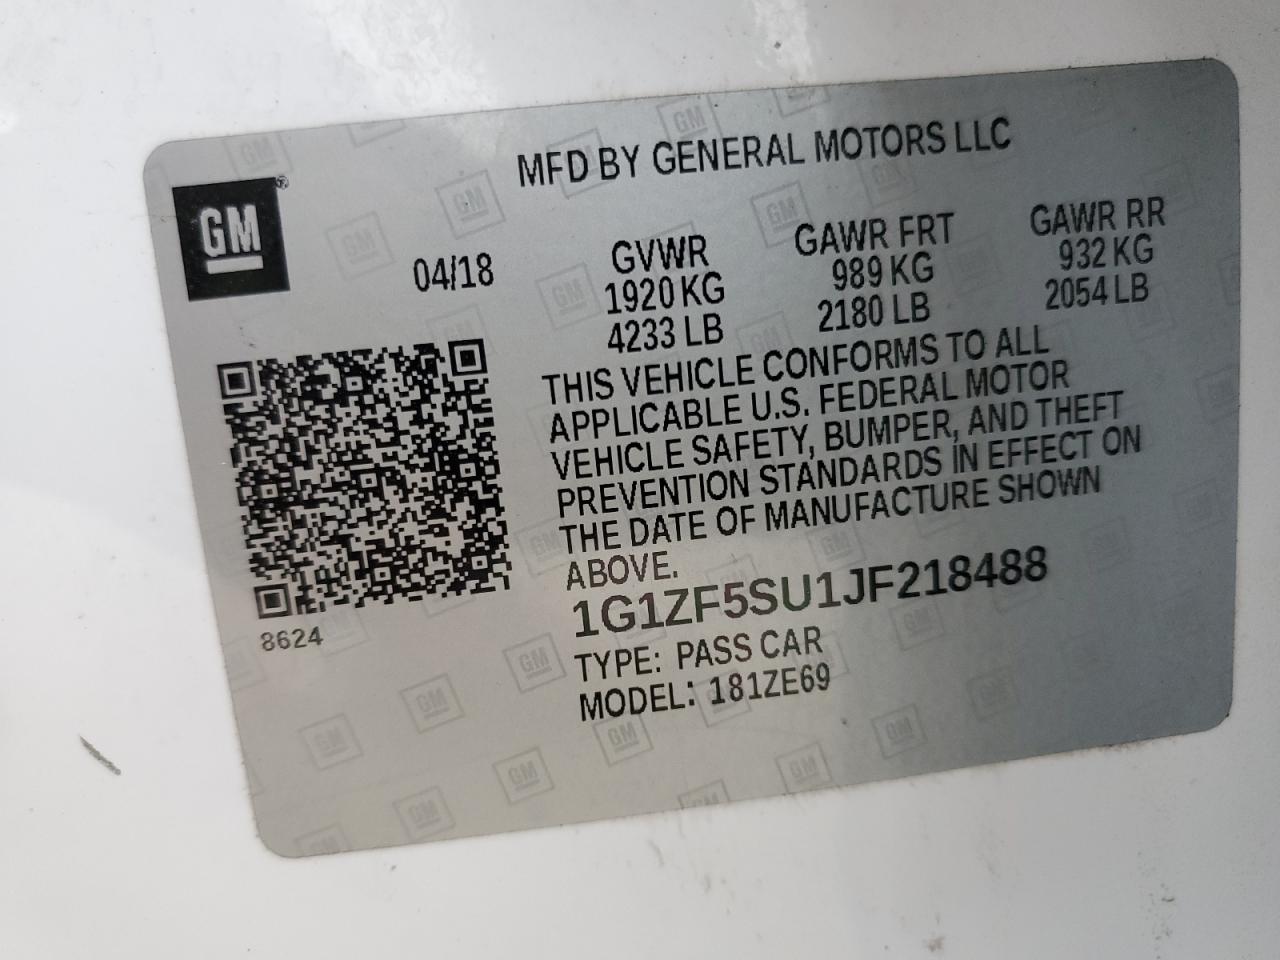 MFD BY GENERAL MOTORS LLC
GM
04/18
GVWR
1920 KG
4233 LB
GAWR FRT
989 KG
2180 LB
GAWR RR
932 KG
2054 LB
THIS VEHICLE CONFORMS TO ALL
APPLICABLE U.S. FEDERAL MOTOR
VEHICLE SAFETY, BUMPER, AND THEFT
PREVENTION STANDARDS IN EFFECT ON
THE DATE OF MANUFACTURE SHOWN
ABOVE.
1G1ZF5SU1JF218488
8624
TYPE: PASS CAR
MODEL: 181ZE69